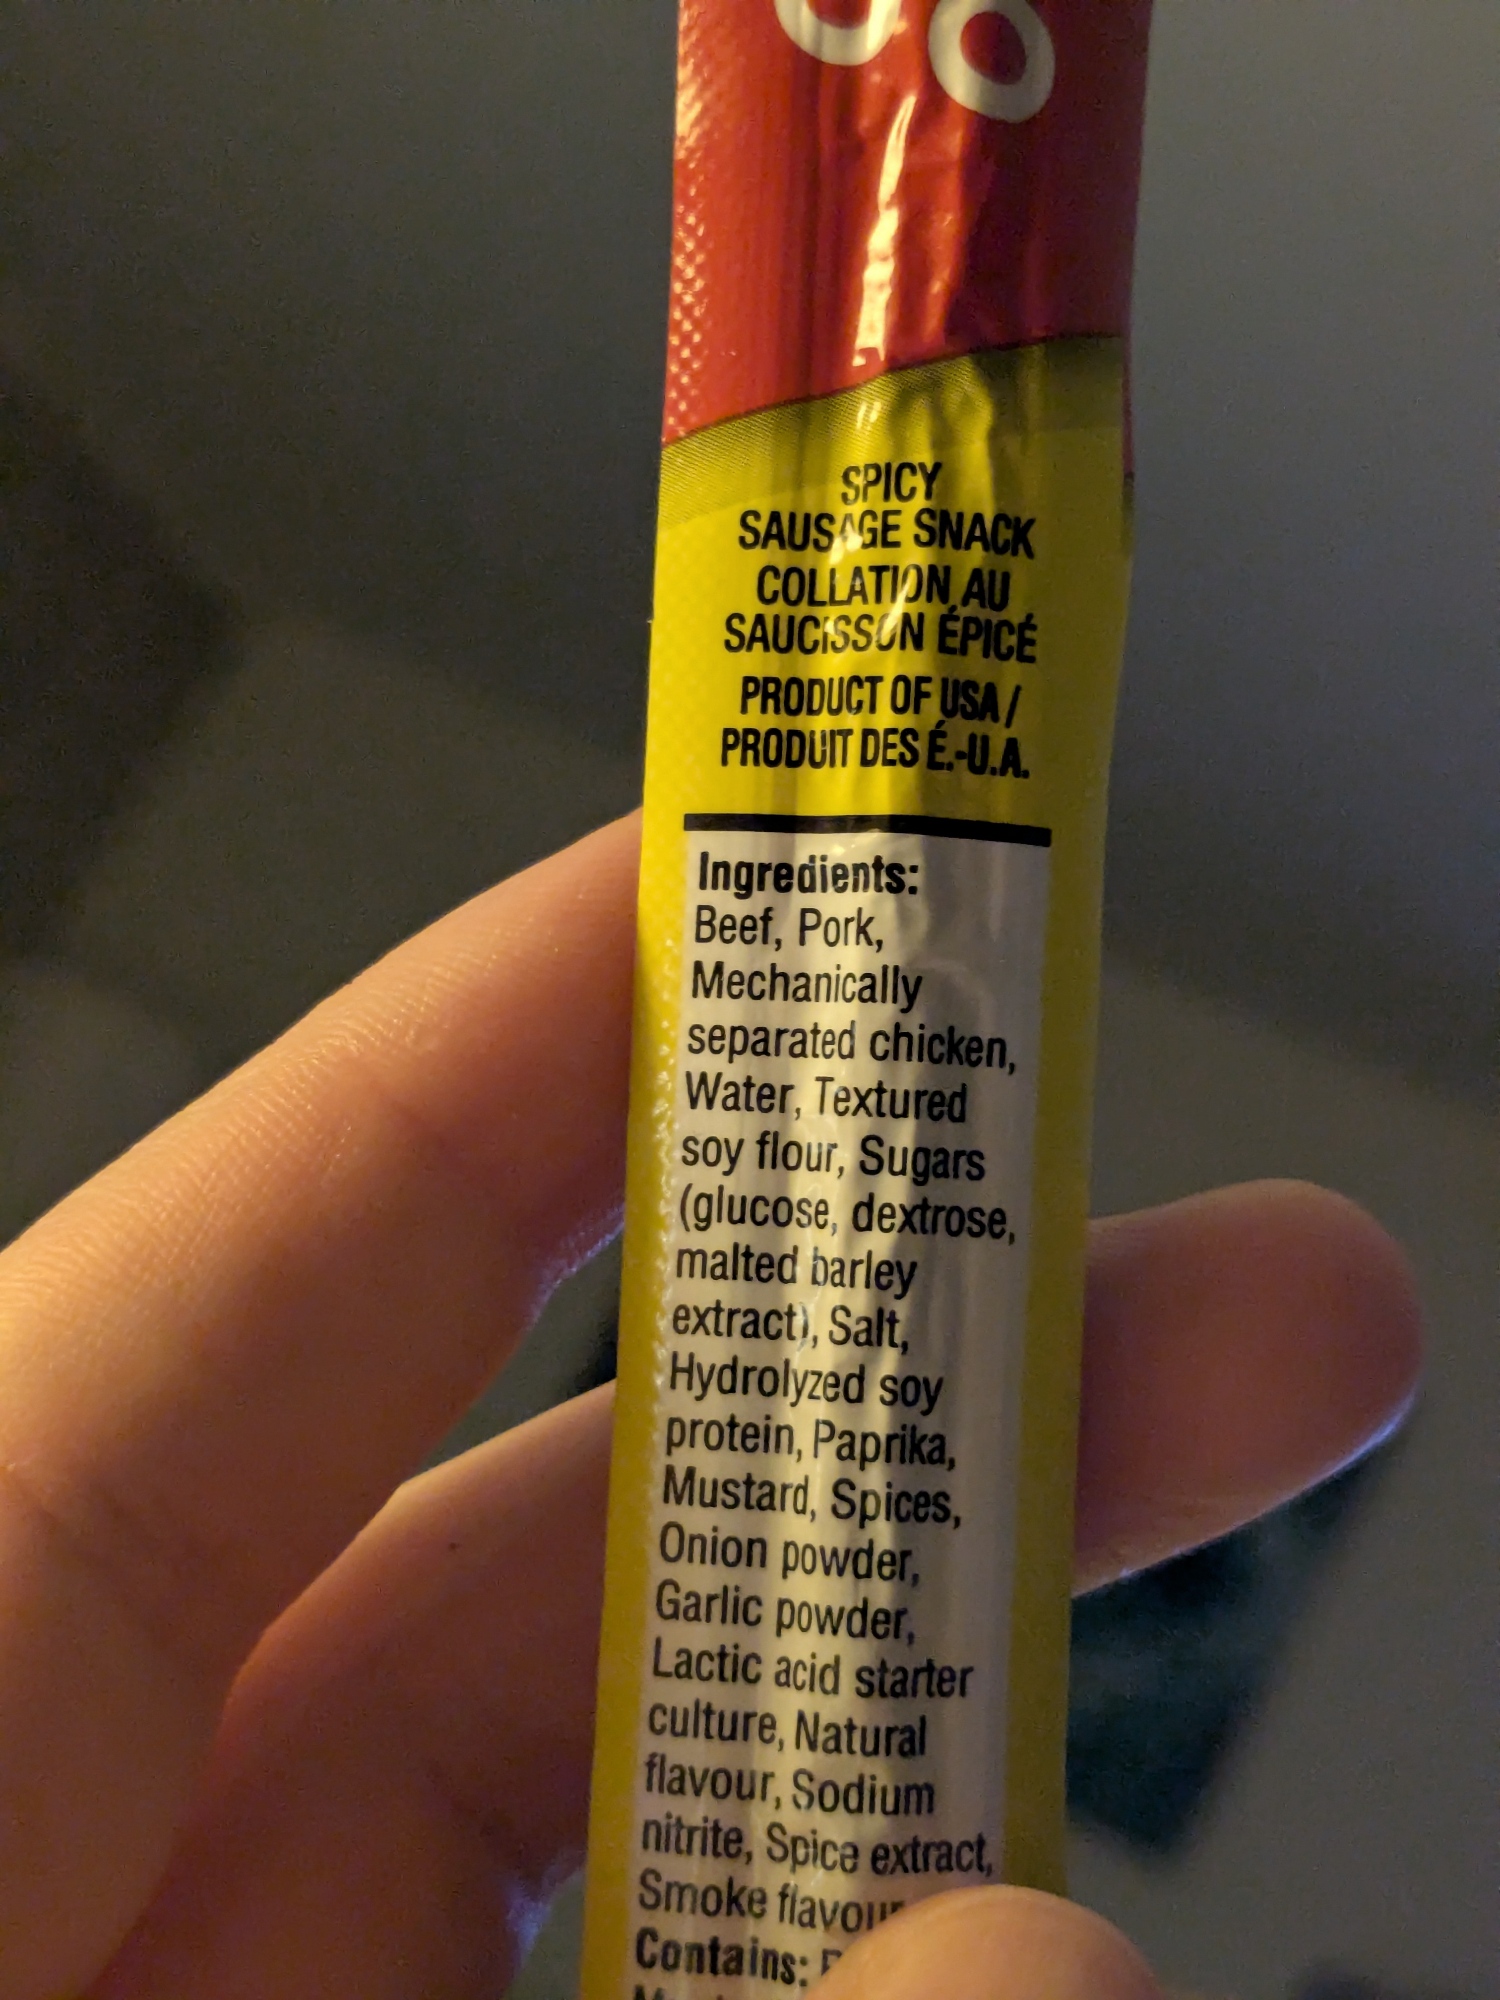 SPICY
SAUSAGE SNACK
COLLATION AU
SAUCISSON ÉPICÉ
PRODUCT OF USA /
PRODUIT DES É.-U.A.
Ingredients:
Beef, Pork,
Mechanically
separated chicken,
Water, Textured
soy flour, Sugars
(glucose, dextrose,
malted barley
extract), Salt,
Hydrolyzed soy
protein, Paprika,
Mustard, Spices,
Onion powder,
Garlic powder,
Lactic acid starter
culture, Natural
flavour, Sodium
nitrite, Spice extract,
Smoke flavour
Contains: